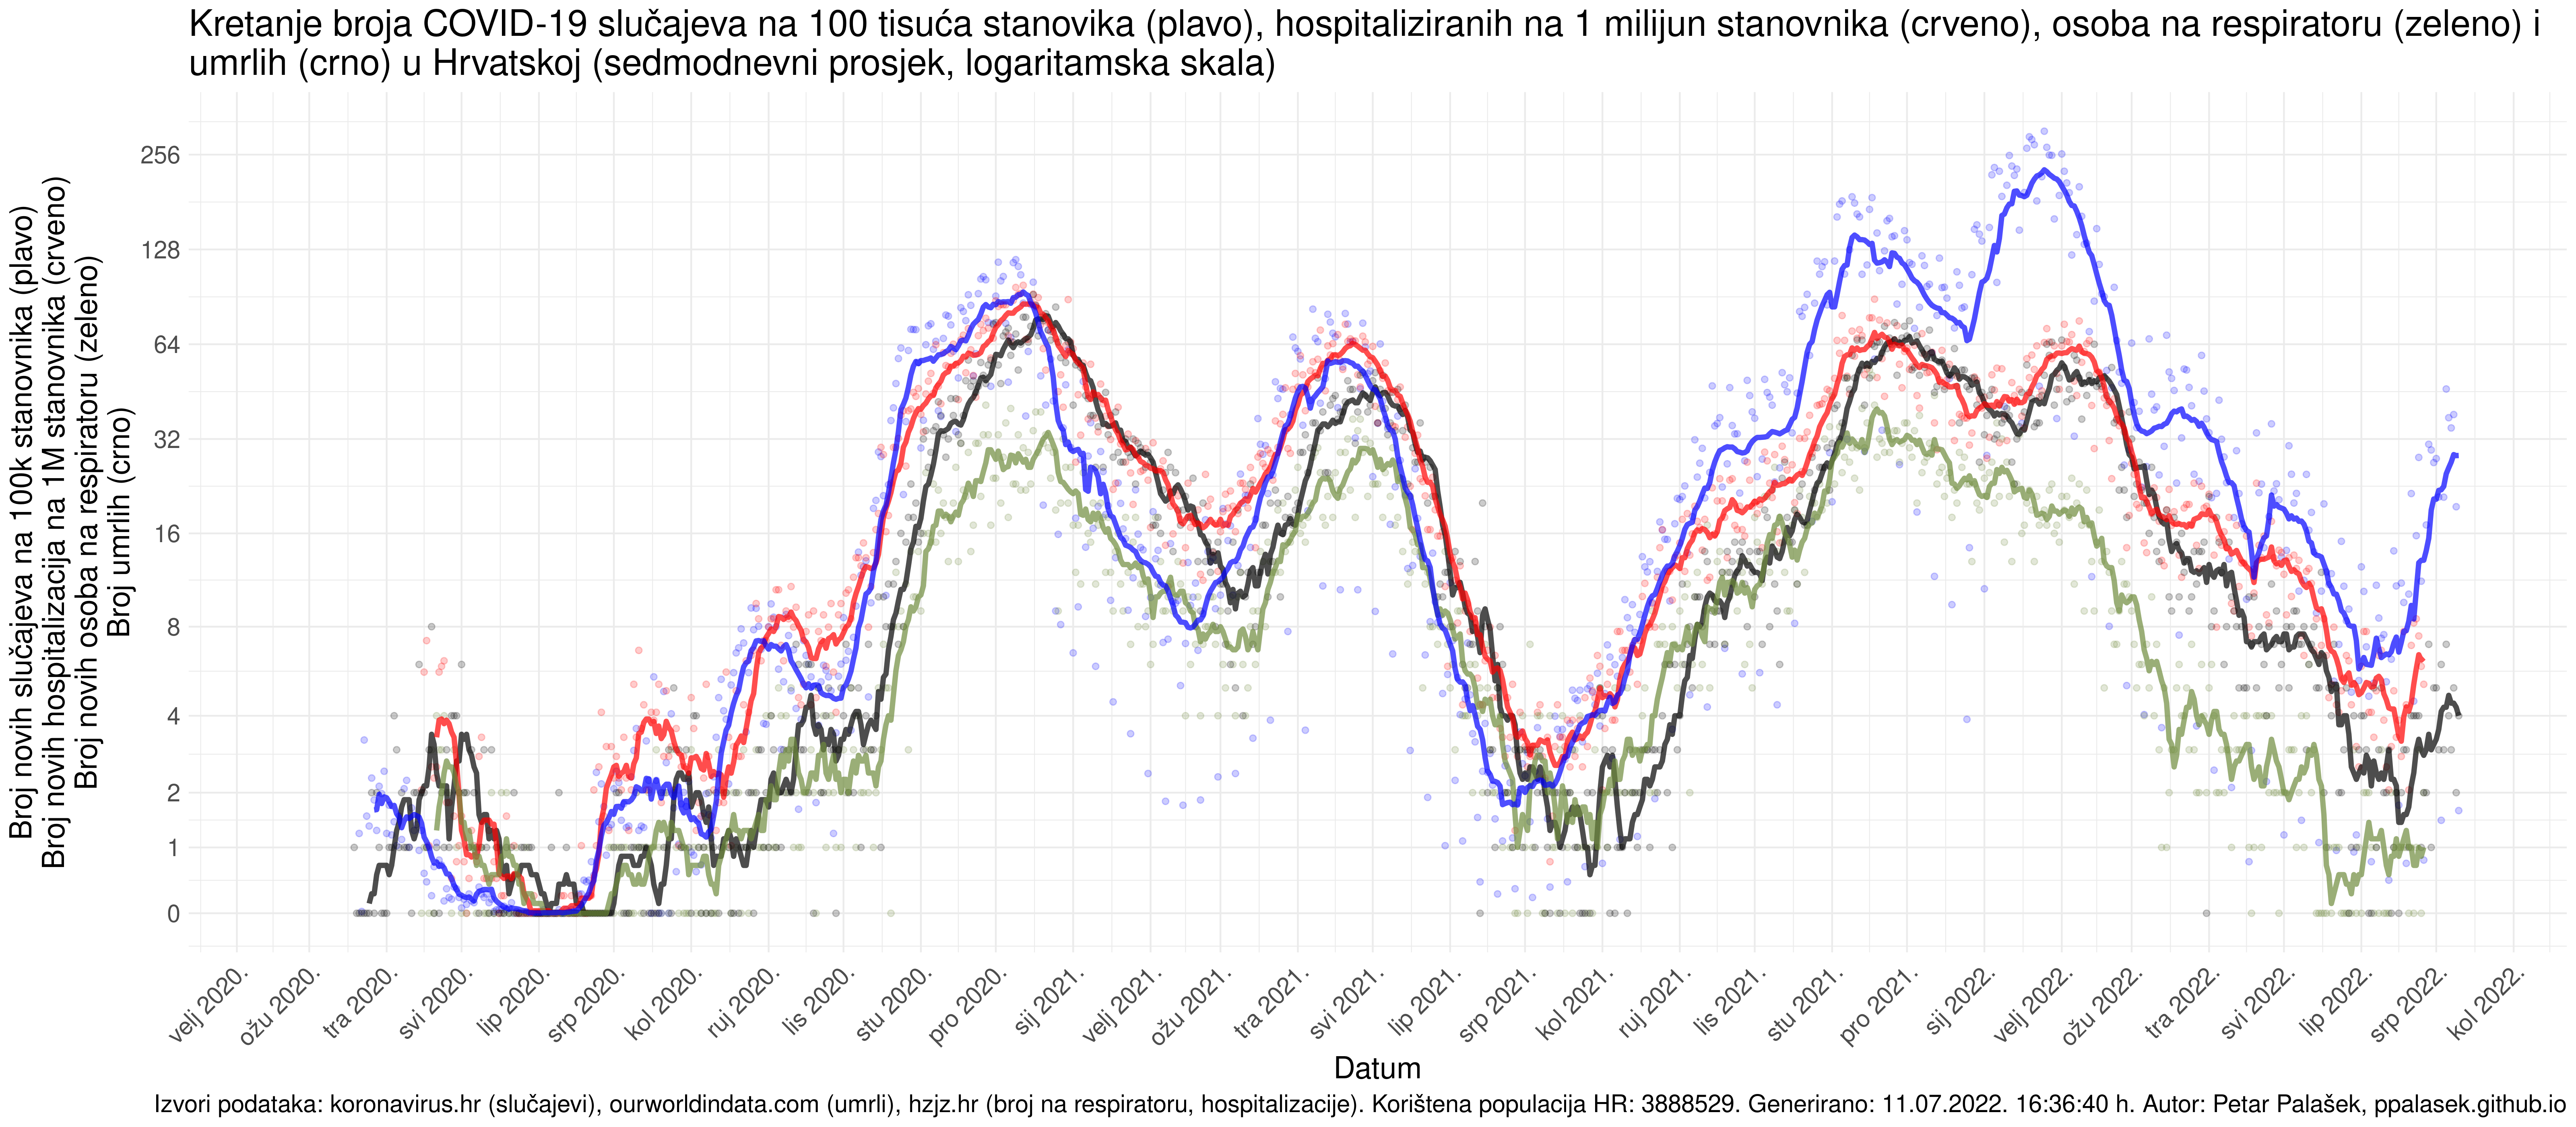 Kretanje broja COVID-19 slučajeva na 100 tisuća stanovika (plavo), hospitaliziranih na 1 milijun stanovnika (crveno), osoba na respiratoru (zeleno) i
umrlih (crno) u Hrvatskoj (sedmodnevni prosjek, logaritamska skala)
Broj novih slučajeva na 100k stanovnika (plavo)
Broj novih hospitalizacija na 1M stanovnika (crveno)
Broj novih osoba na respiratoru (zeleno)
Broj umrlih (crno)
256
128
64
32
16
8
4
2
1
0
velj 2020.
ožu 2020.
tra 2020.
svi 2020.
lip 2020.
srp 2020.
kol 2020.
ruj 2020.
lis 2020.
stu 2020.
pro 2020.
sij 2021.
velj 2021.
ožu 2021.
tra 2021.
svi 2021.
lip 2021.
srp 2021.
kol 2021.
ruj 2021.
lis 2021.
stu 2021.
pro 2021.
sij 2022.
velj 2022.
ožu 2022.
tra 2022.
svi 2022.
lip 2022.
srp 2022.
kol 2022.
Datum
Izvori podataka: koronavirus.hr (slučajevi), ourworldindata.com (umrli), hzjz.hr (broj na respiratoru, hospitalizacije). Korištena populacija HR: 3888529. Generirano: 11.07.2022. 16:36:40 h. Autor: Petar Palašek, ppalasek.github.io